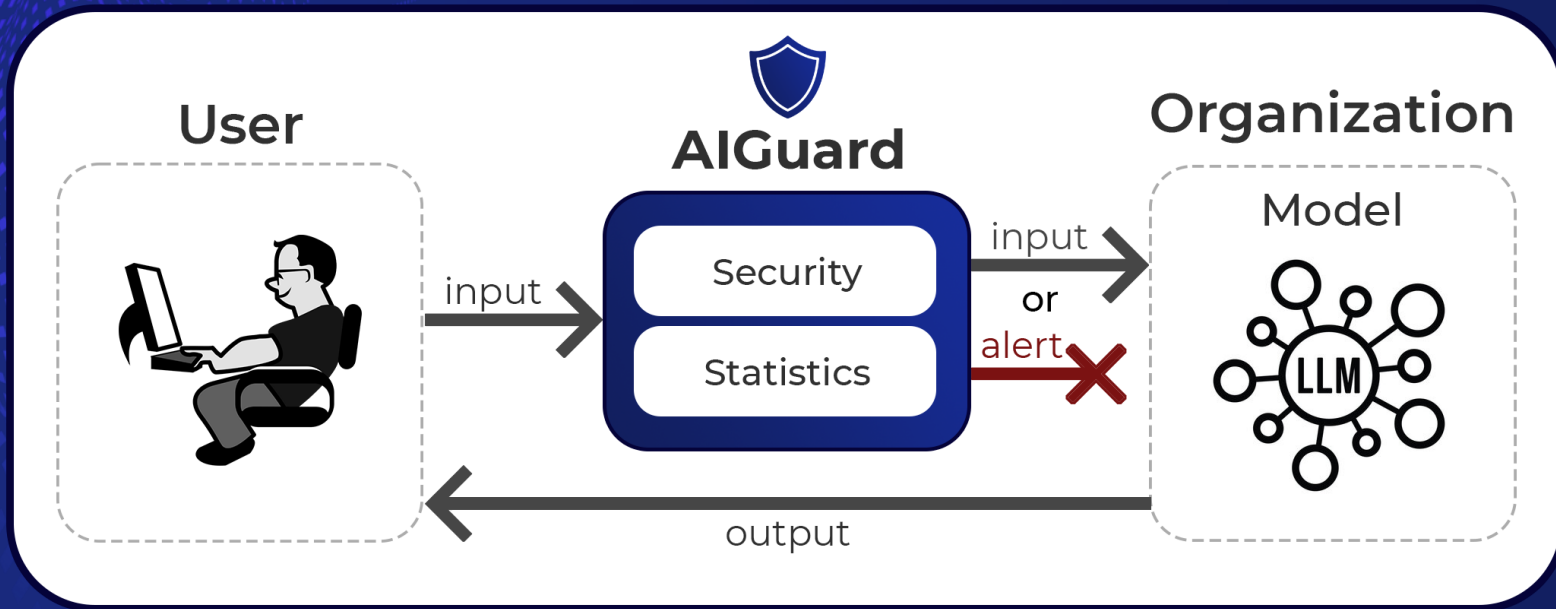 User
AIGuard
Organization
Model
input
Security
Statistics
input
or
alert
LLM
output